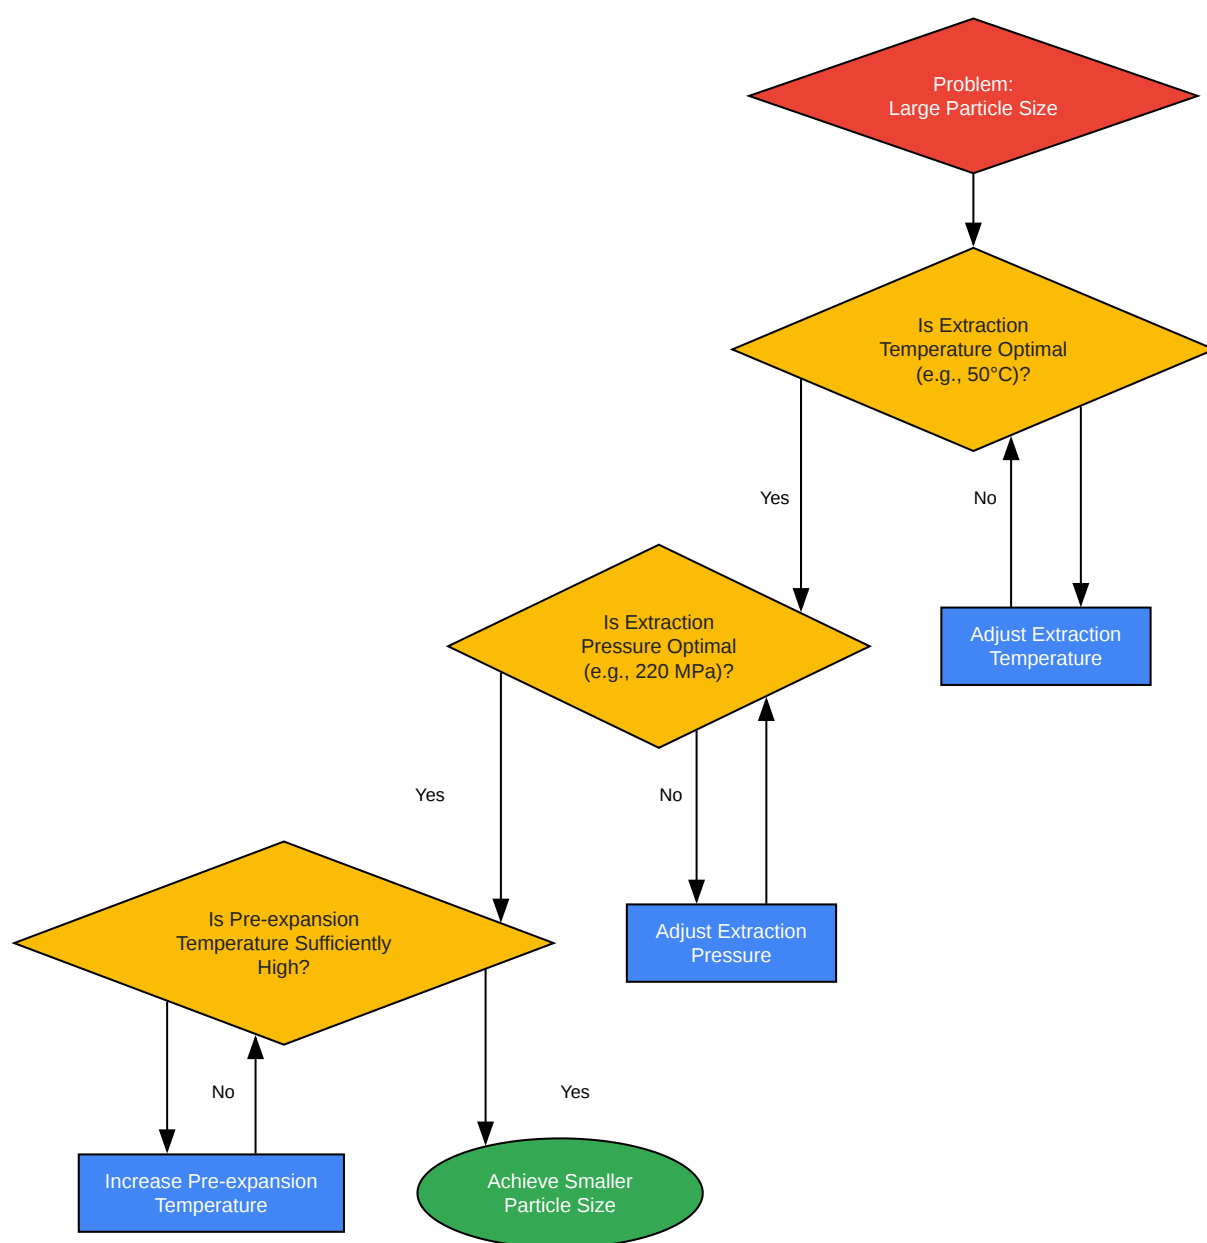 Problem:
Large Particle Size
Is Extraction
Temperature Optimal
(e.g., 50°C)?
Yes
No
Is Extraction
Pressure Optimal
(e.g., 220 MPa)?
Adjust Extraction
Temperature
Yes
No
Is Pre-expansion
Temperature Sufficiently
High?
Adjust Extraction
Pressure
No
Yes
Increase Pre-expansion
Temperature
Achieve Smaller
Particle Size